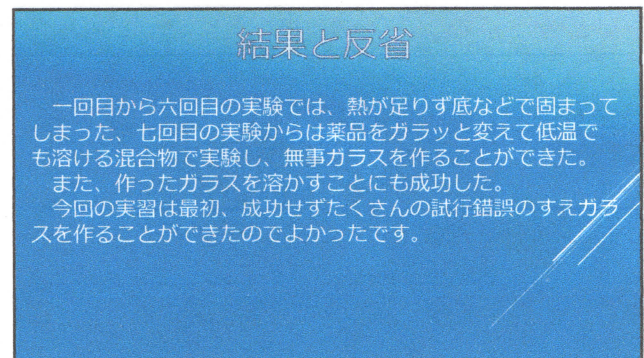 結果と反省
　一回目から六回目の実験では、熱が足りず底などで固まって
しまった、七回目の実験からは薬品をガラッと変えて低温で
も溶ける混合物で実験し、無事ガラスを作ることができた。
　また、作ったガラスを溶かすことにも成功した。
　今回の実習は最初、成功せずたくさんの試行錯誤のすえガラ
スを作ることができたのでよかったです。